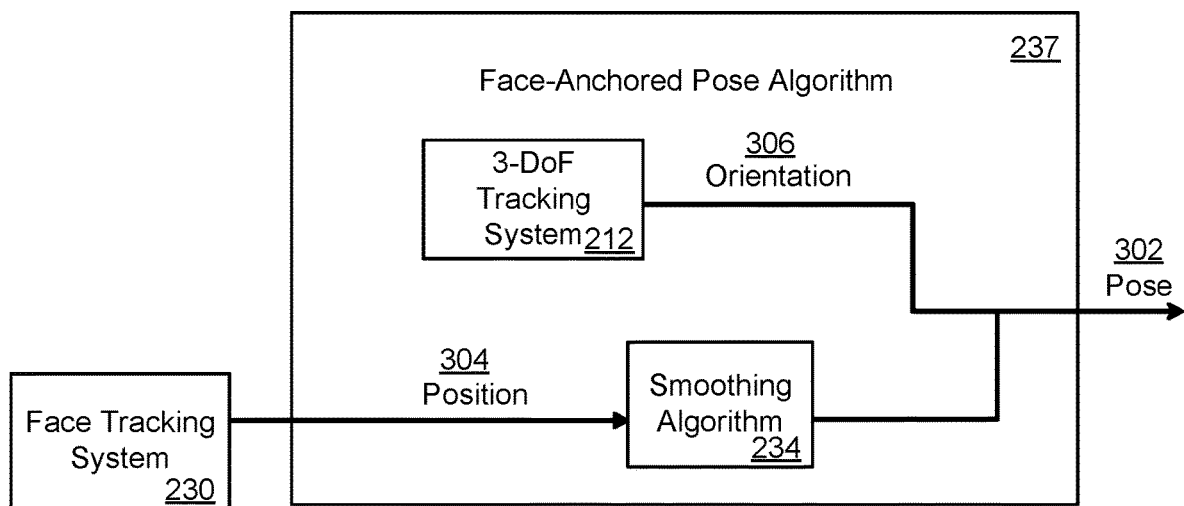 237
Face-Anchored Pose Algorithm
3-DoF
Tracking
System 212
306
Orientation
302
Pose
304
Position
Smoothing
Algorithm
234
Face Tracking
System
230